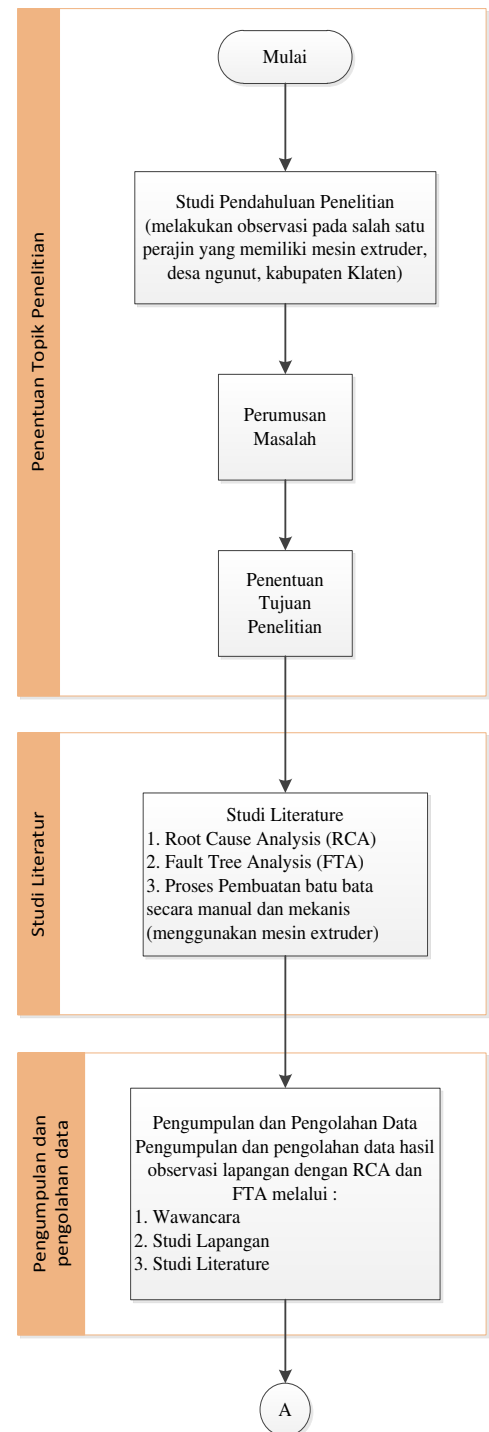 Penentuan Topik Penelitian
Mulai
Studi Pendahuluan Penelitian
(melakukan observasi pada salah satu
perajin yang memiliki mesin extruder,
desa ngunut, kabupaten Klaten)
Perumusan
Masalah
Penentuan
Tujuan
Penelitian
Studi Literatur
Studi Literature
1. Root Cause Analysis (RCA)
2. Fault Tree Analysis (FTA)
3. Proses Pembuatan batu bata
secara manual dan mekanis
(menggunakan mesin extruder)
Pengumpulan dan
pengolahan data
Pengumpulan dan Pengolahan Data
Pengumpulan dan pengolahan data hasil
observasi lapangan dengan RCA dan
FTA melalui :
1. Wawancara
2. Studi Lapangan
3. Studi Literature
A